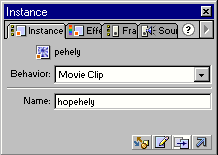 Instance
Instance Effe Fra Sour ?
pehely
Behavior: Movie Clip
Name: hopehely